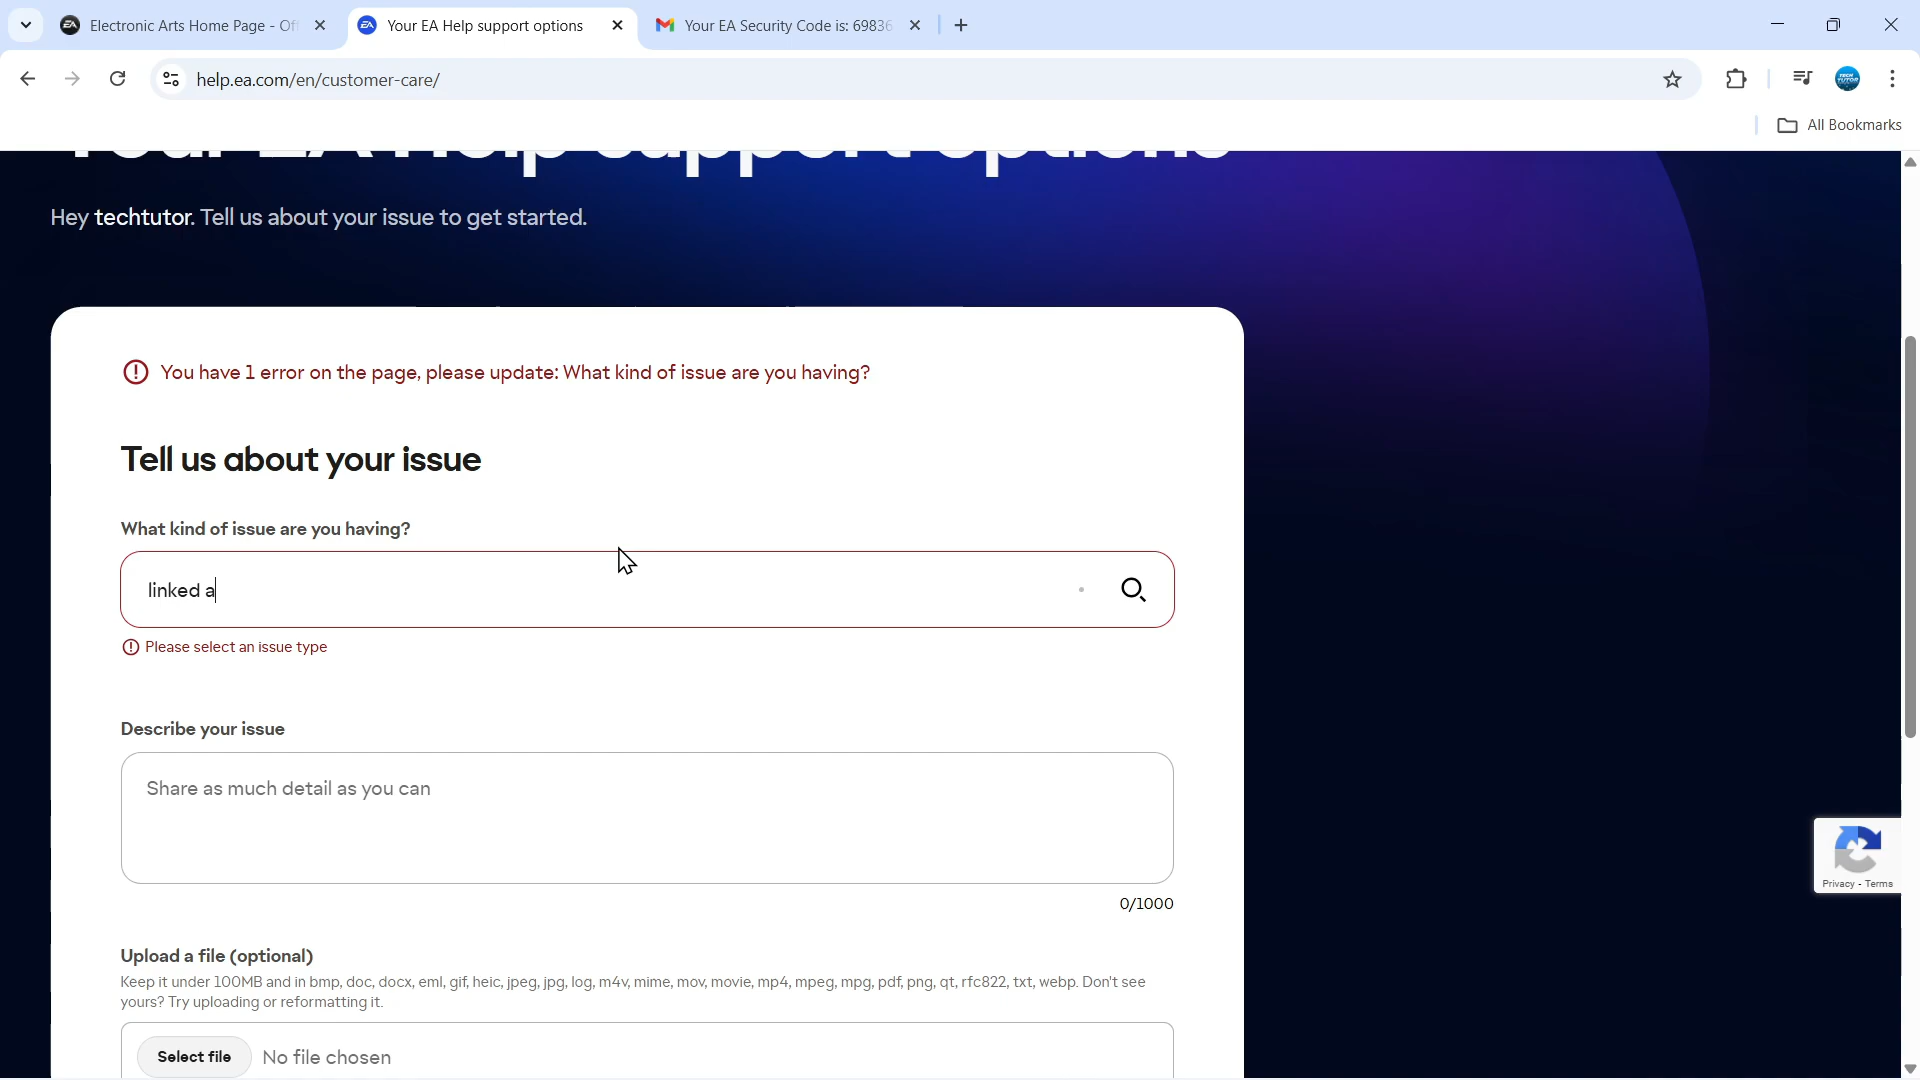 Electronic Arts Home Page - Of
Your EA Help support options
Your EA Security Code is: 69836
help.ea.com/en/customer-care/
All Bookmarks
Your EA Help support options
Hey techtutor. Tell us about your issue to get started.
You have 1 error on the page, please update: What kind of issue are you having?
Tell us about your issue
What kind of issue are you having?
linked a
Please select an issue type
Describe your issue
Share as much detail as you can
0/1000
Upload a file (optional)
Keep it under 100MB and in bmp, doc, docx, eml, gif, heic, jpeg, jpg, log, m4v, mime, mov, movie, mp4, mpeg, mpg, pdf, png, qt, rfc822, txt, webp. Don't see
yours? Try uploading or reformatting it.
Select file No file chosen
Privacy - Terms